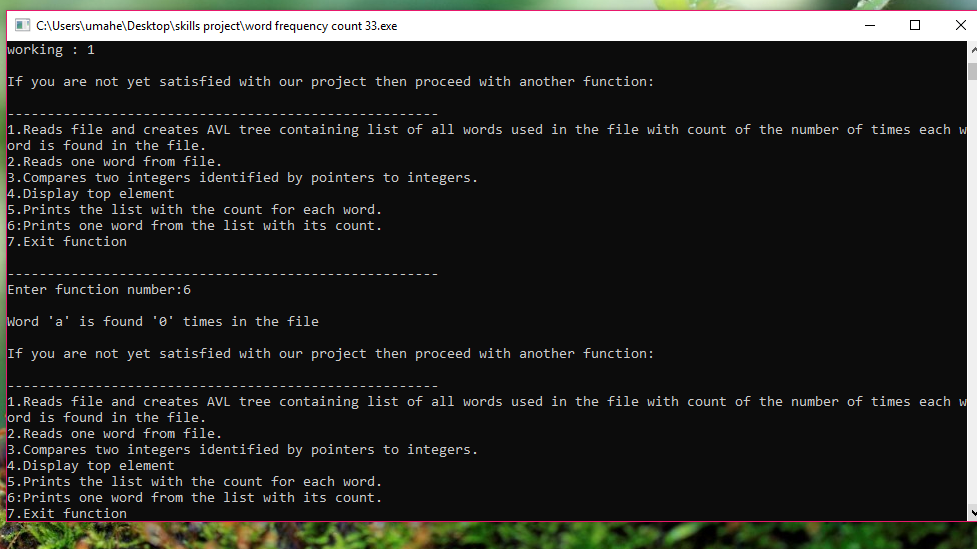 C:\Users\umahe\Desktop\skills project\word frequency count 33.exe
working : 1
If you are not yet satisfied with our project then proceed with another function:
------------------------------------------------------
1.Reads file and creates AVL tree containing list of all words used in the file with count of the number of times each w
ord is found in the file.
2.Reads one word from file.
3.Compares two integers identified by pointers to integers.
4.Display top element
5.Prints the list with the count for each word.
6:Prints one word from the list with its count.
7.Exit function
------------------------------------------------------
Enter function number:6
Word 'a' is found '0' times in the file
If you are not yet satisfied with our project then proceed with another function:
------------------------------------------------------
1.Reads file and creates AVL tree containing list of all words used in the file with count of the number of times each w
ord is found in the file.
2.Reads one word from file.
3.Compares two integers identified by pointers to integers.
4.Display top element
5.Prints the list with the count for each word.
6:Prints one word from the list with its count.
7.Exit function